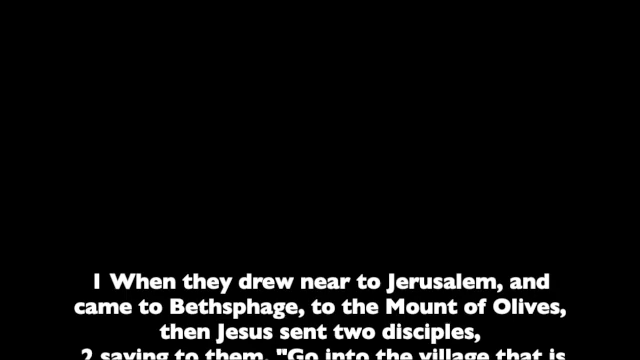 1 When they drew near to Jerusalem, and
came to Bethsphage, to the Mount of Olives,
then Jesus sent two disciples,
2 saying to them, "Go into the village that is